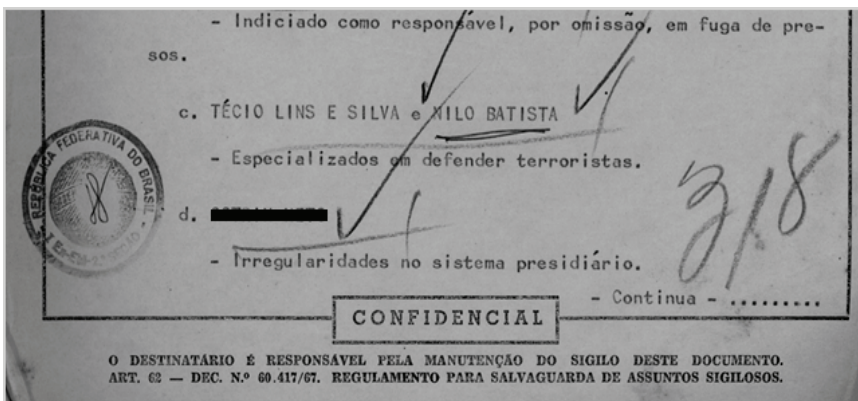 - Indiciado como responsável, por omissão, em fuga de pre-
sos.
c. TÉCIO LINS E SILVA e NILO BATISTA
- Especializados em defender terroristas.
d.
- Irregularidades no sistema presidiário.
318
- Continua - .........
CONFIDENCIAL
O DESTINATÁRIO É RESPONSÁVEL PELA MANUTENÇÃO DO SIGILO DESTE DOCUMENTO.
ART. 62 — DEC. N.º 60.417/67. REGULAMENTO PARA SALVAGUARDA DE ASSUNTOS SIGILOSOS.
REPÚBLICA FEDERATIVA DO BRASIL